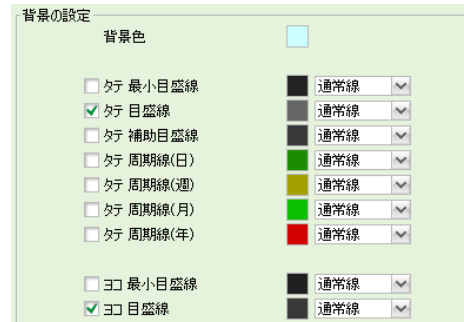 背景の設定
背景色
タテ 最小目盛線 通常線
タテ 目盛線 通常線
タテ 補助目盛線 通常線
タテ 周期線(日) 通常線
タテ 周期線(週) 通常線
タテ 周期線(月) 通常線
タテ 周期線(年) 通常線
ヨコ 最小目盛線 通常線
ヨコ 目盛線 通常線